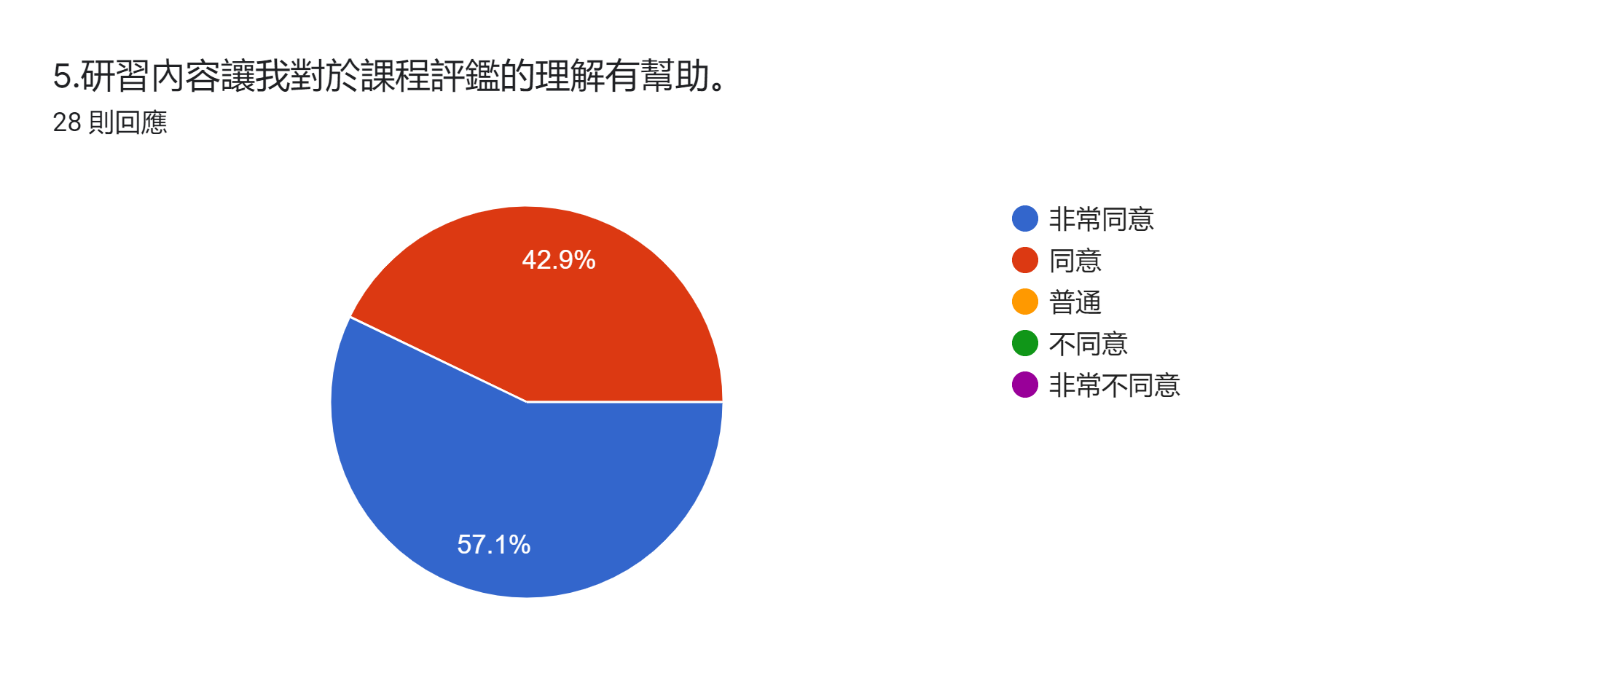 5.研習內容讓我對於課程評鑑的理解有幫助。
28 則回應
42.9%
57.1%
非常同意
同意
普通
不同意
非常不同意